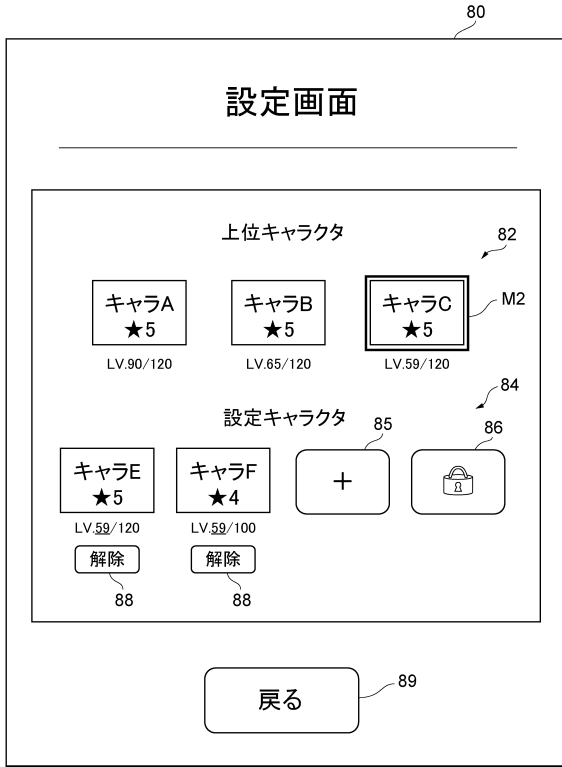 80
設定画面
上位キャラクタ
82
キャラA
★5
キャラB
★5
キャラC
★5
M2
LV.90/120
LV.65/120
LV.59/120
84
設定キャラクタ
85
86
キャラE
★5
キャラF
★4
+
LV.59/120
LV.59/100
解除
解除
88
88
戻る
89